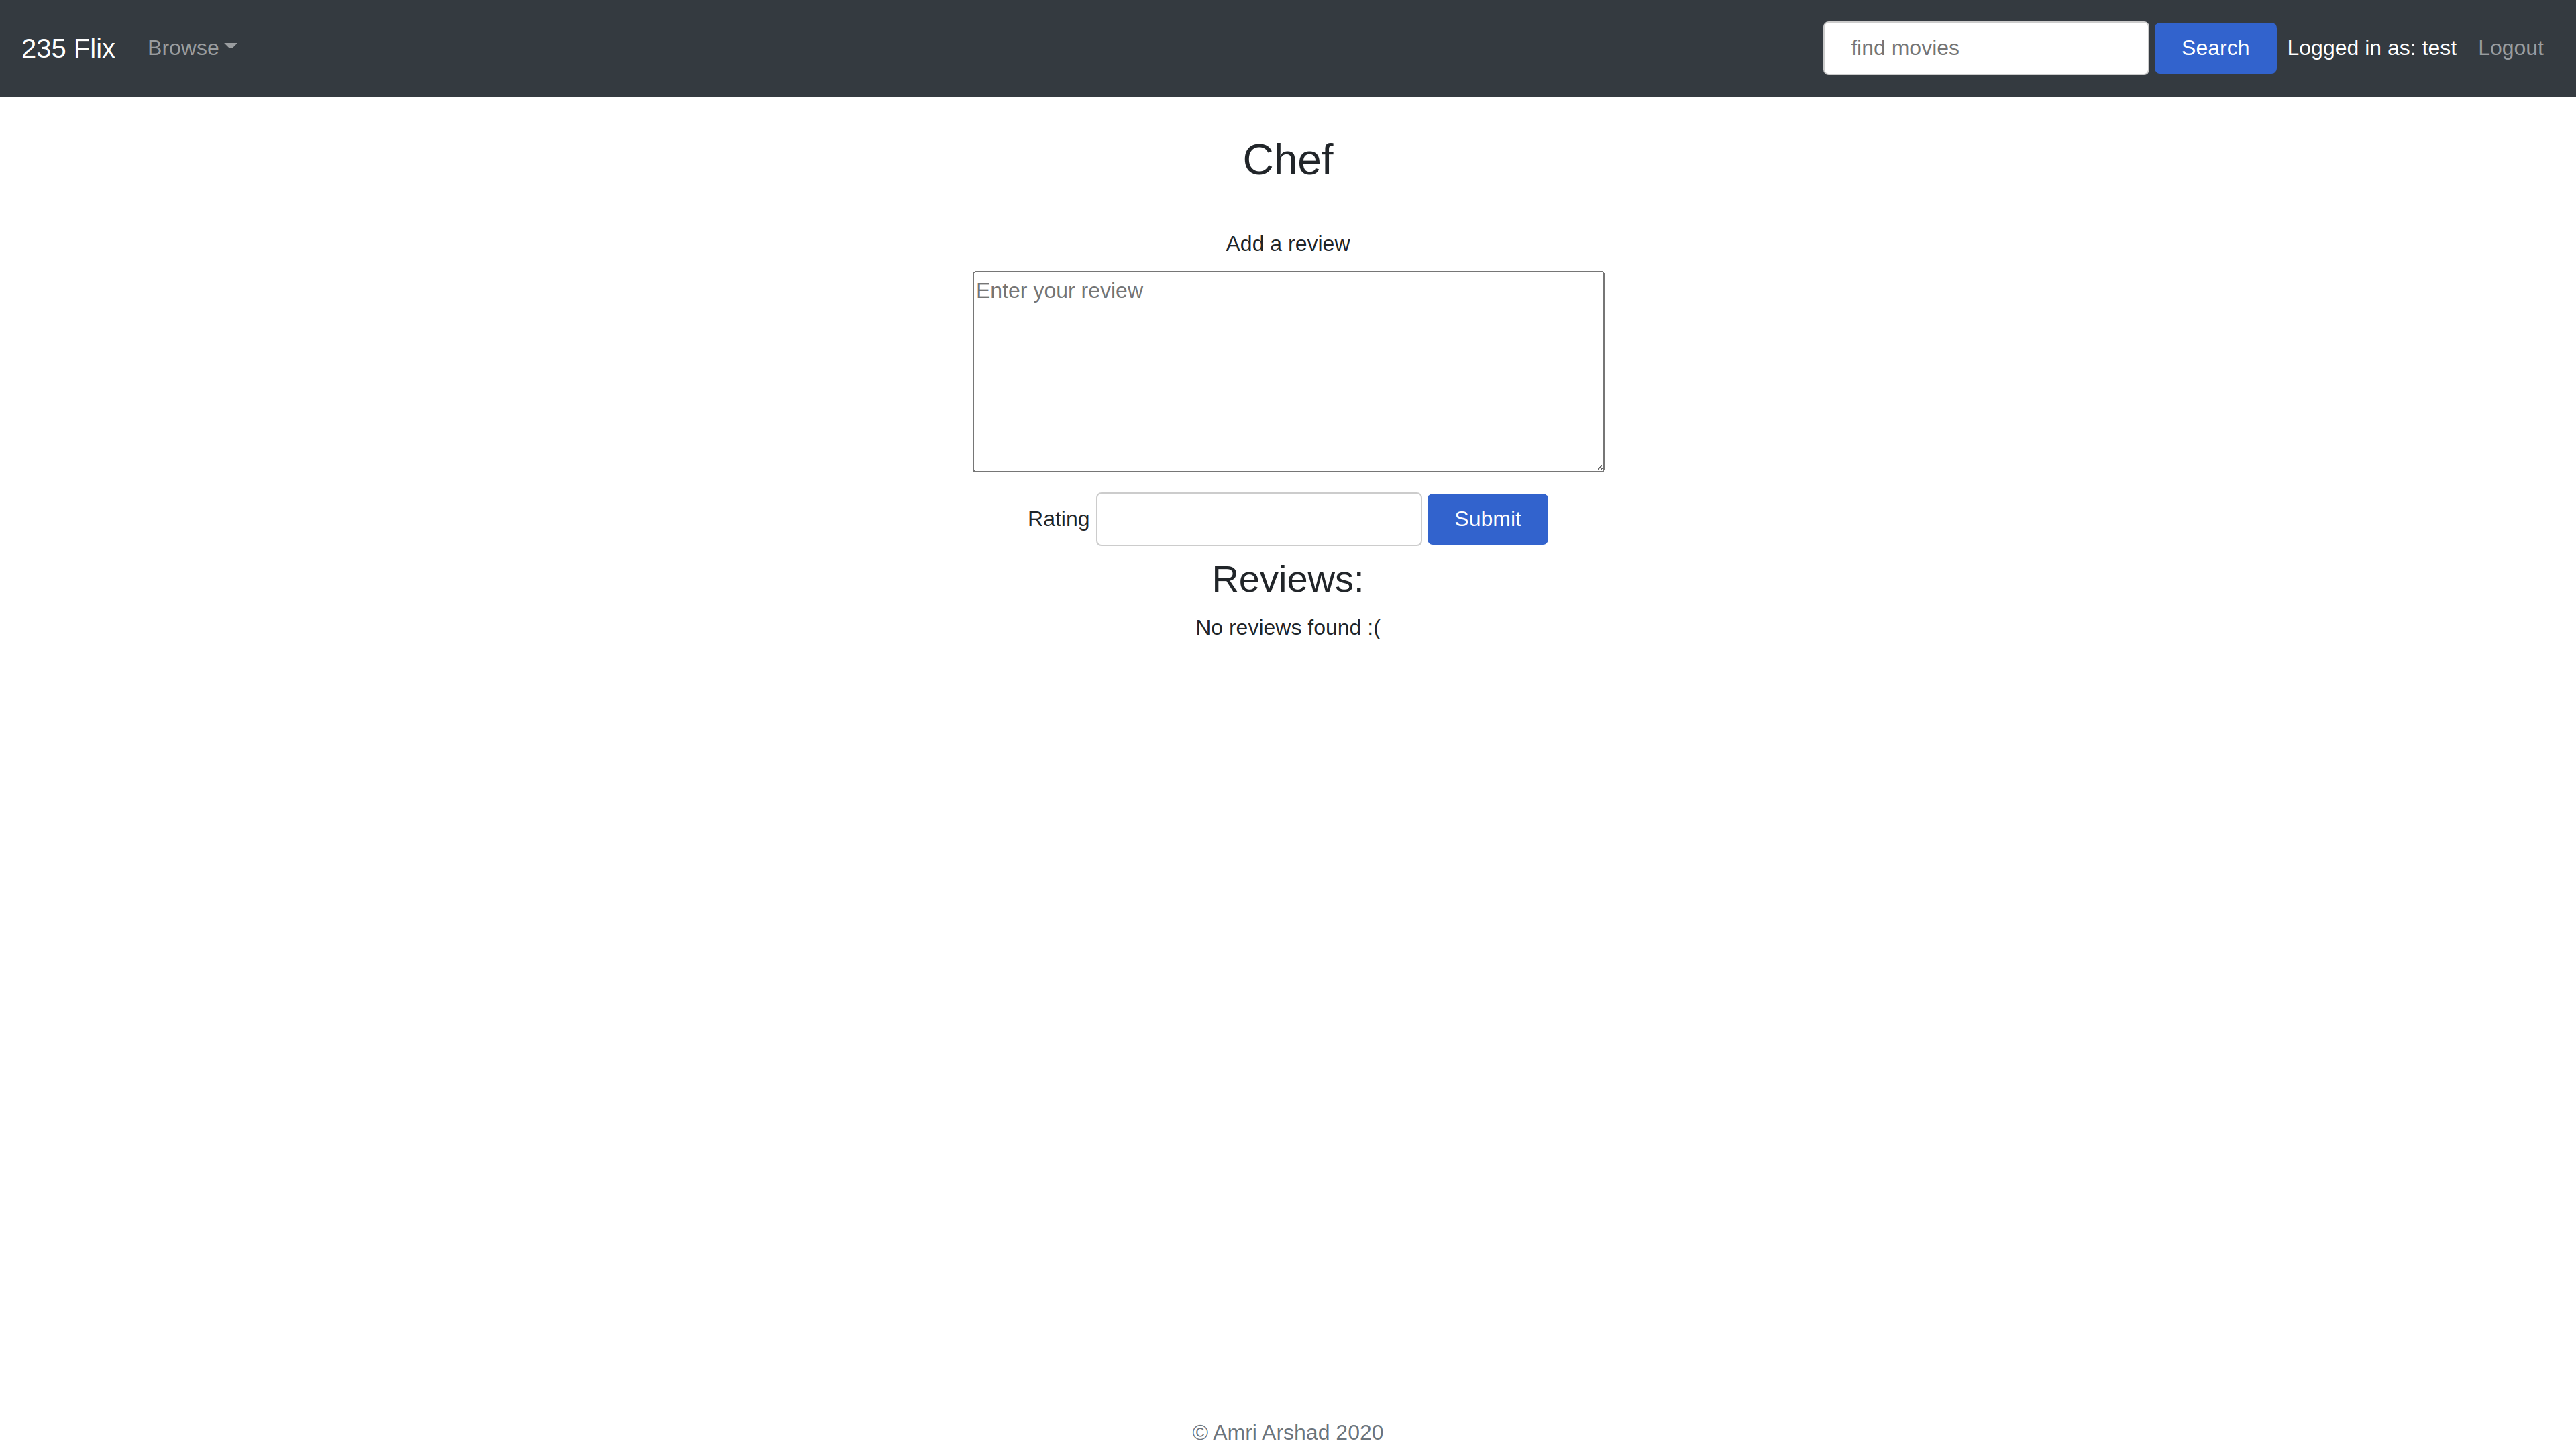 235 Flix Browse find movies Search Logged in as: test Logout
Chef
Add a review
Enter your review
Rating Submit
Reviews:
No reviews found :(
© Amri Arshad 2020